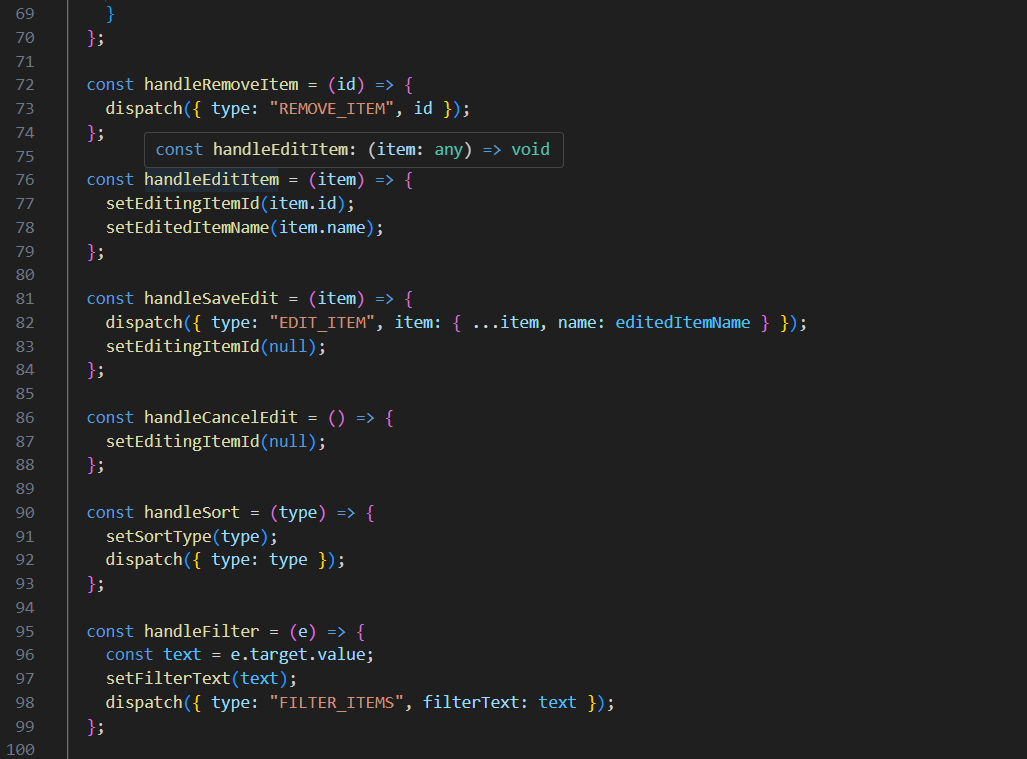 69 }
70 };
71
72 const handleRemoveItem = (id) => {
73 dispatch({ type: "REMOVE_ITEM", id });
74 };
const handleEditItem: (item: any) => void
75
76 const handleEditItem = (item) => {
77 setEditingItemId(item.id);
78 setEditedItemName(item.name);
79 };
80
81 const handleSaveEdit = (item) => {
82 dispatch({ type: "EDIT_ITEM", item: { ...item, name: editedItemName } });
83 setEditingItemId(null);
84 };
85
86 const handleCancelEdit = () => {
87 setEditingItemId(null);
88 };
89
90 const handleSort = (type) => {
91 setSortType(type);
92 dispatch({ type: type });
93 };
94
95 const handleFilter = (e) => {
96 const text = e.target.value;
97 setFilterText(text);
98 dispatch({ type: "FILTER_ITEMS", filterText: text });
99 };
100